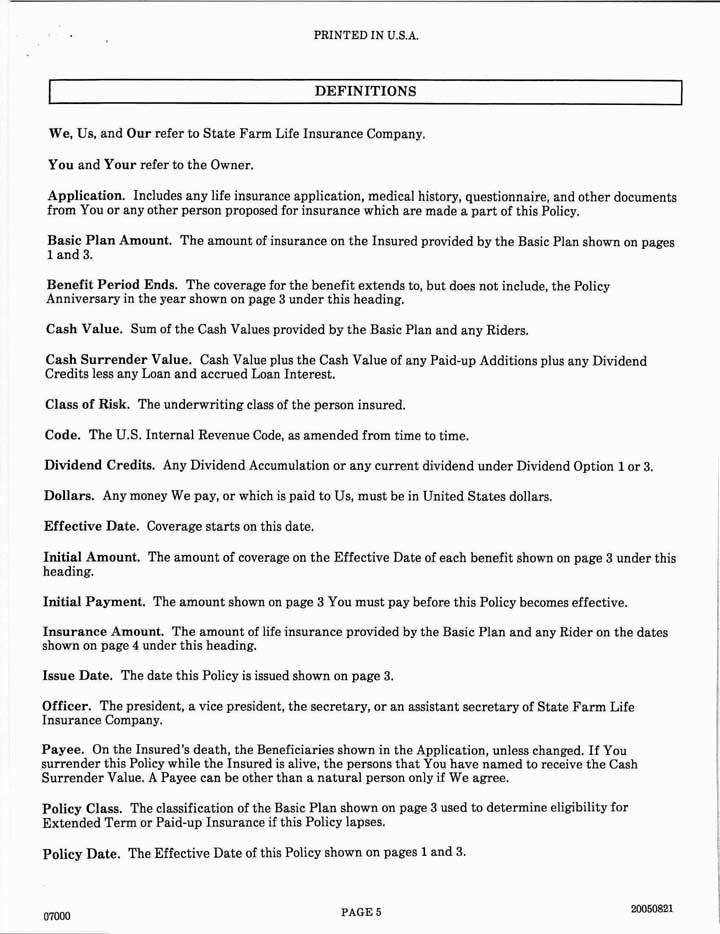 PRINTED IN U.S.A.
DEFINITIONS
We, Us, and Our refer to State Farm Life Insurance Company.
You and Your refer to the Owner.
Application. Includes any life insurance application, medical history, questionnaire, and other documents
from You or any other person proposed for insurance which are made a part of this Policy.
Basic Plan Amount. The amount of insurance on the Insured provided by the Basic Plan shown on pages
1 and 3.
Benefit Period Ends. The coverage for the benefit extends to, but does not include, the Policy
Anniversary in the year shown on page 3 under this heading.
Cash Value. Sum of the Cash Values provided by the Basic Plan and any Riders.
Cash Surrender Value. Cash Value plus the Cash Value of any Paid-up Additions plus any Dividend
Credits less any Loan and accrued Loan Interest.
Class of Risk. The underwriting class of the person insured.
Code. The U.S. Internal Revenue Code, as amended from time to time.
Dividend Credits. Any Dividend Accumulation or any current dividend under Dividend Option 1 or 3.
Dollars. Any money We pay, or which is paid to Us, must be in United States dollars.
Effective Date. Coverage starts on this date.
Initial Amount. The amount of coverage on the Effective Date of each benefit shown on page 3 under this
heading.
Initial Payment. The amount shown on page 3 You must pay before this Policy becomes effective.
Insurance Amount. The amount of life insurance provided by the Basic Plan and any Rider on the dates
shown on page 4 under this heading.
Issue Date. The date this Policy is issued shown on page 3.
Officer. The president, a vice president, the secretary, or an assistant secretary of State Farm Life
Insurance Company.
Payee. On the Insured's death, the Beneficiaries shown in the Application, unless changed. If You
surrender this Policy while the Insured is alive, the persons that You have named to receive the Cash
Surrender Value. A Payee can be other than a natural person only if We agree.
Policy Class. The classification of the Basic Plan shown on page 3 used to determine eligibility for
Extended Term or Paid-up Insurance if this Policy lapses.
Policy Date. The Effective Date of this Policy shown on pages 1 and 3.
07000
PAGE 5
20050821